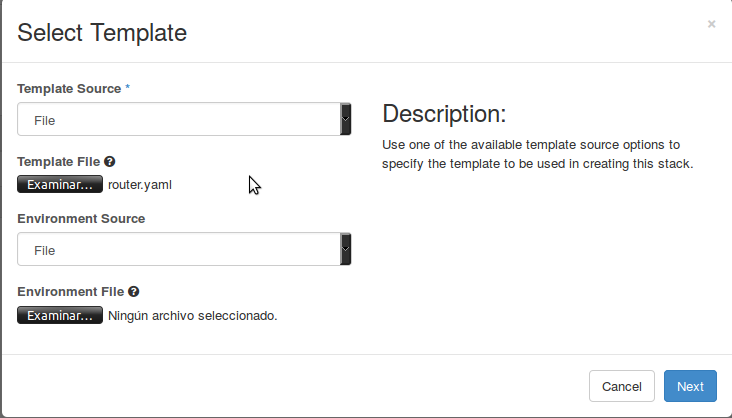 Select Template
×
Template Source *
File
Template File ?
Examinar... router.yaml
Environment Source
File
Environment File ?
Examinar... Ningún archivo seleccionado.
Description:
Use one of the available template source options to
specify the template to be used in creating this stack.
Cancel
Next